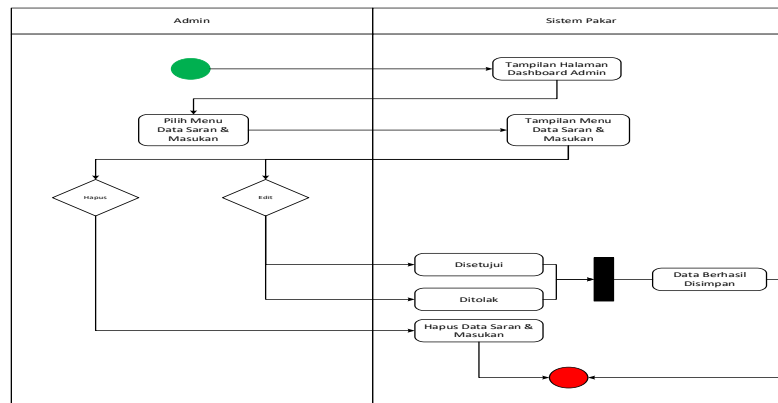 Admin
Sistem Pakar
Tampilan Halaman
Dashboard Admin
Pilih Menu
Data Saran &
Masukan
Tampilan Menu
Data Saran &
Masukan
Hapus
Edit
Disetujui
Data Berhasil
Disimpan
Ditolak
Hapus Data Saran &
Masukan